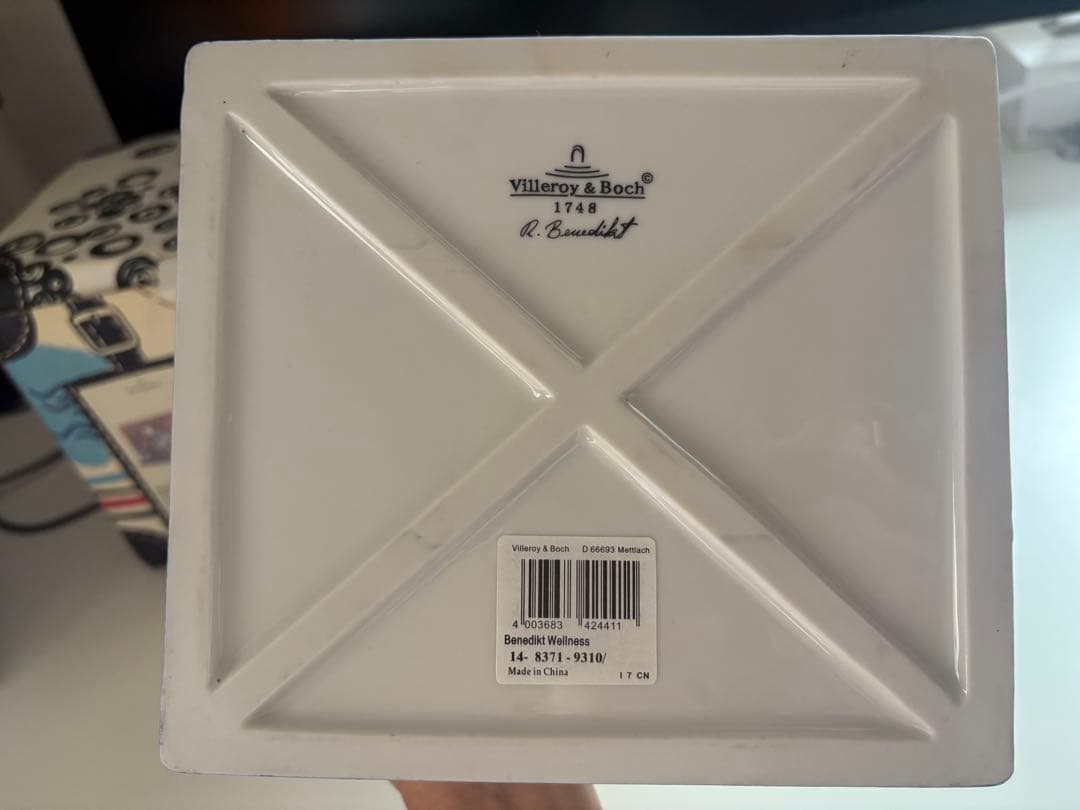 Villeroy & Boch©
1748
R. Benedikt
Villeroy & Boch D 66693 Mettlach
4 003683 424411
Benedikt Wellness
14- 8371 - 9310/
Made in China I 7 CN